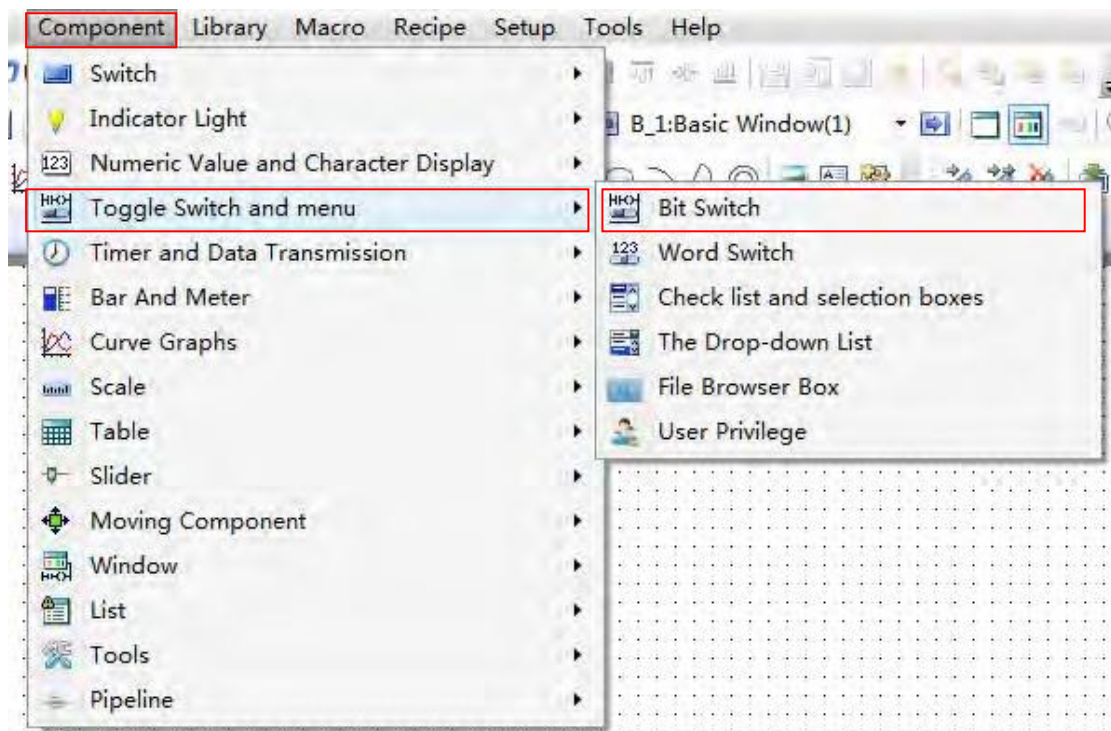 Component Library Macro Recipe Setup Tools Help
Switch
Indicator Light
B_1:Basic Window(1)
123 Numeric Value and Character Display
Toggle Switch and menu
Bit Switch
Timer and Data Transmission
123 Word Switch
Bar And Meter
Check list and selection boxes
Curve Graphs
The Drop-down List
Scale
File Browser Box
Table
User Privilege
Slider
Moving Component
Window
List
Tools
Pipeline